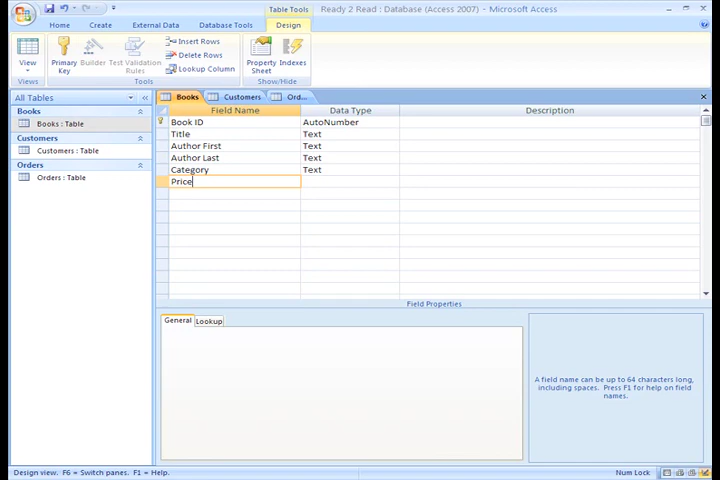 Table Tools
Ready 2 Read : Database (Access 2007) - Microsoft Access
Home Create External Data Database Tools Design
View
Primary Key
Builder
Test Validation Rules
Insert Rows
Delete Rows
Lookup Column
Property Sheet
Indexes
Views
Tools
Show/Hide
All Tables
Books
Books : Table
Customers
Customers : Table
Orders
Orders : Table
Books Customers Ord...
Field Name Data Type Description
Book ID AutoNumber
Title Text
Author First Text
Author Last Text
Category Text
Price
Field Properties
General Lookup
A field name can be up to 64 characters long,
including spaces. Press F1 for help on field
names.
Design view. F6 = Switch panes. F1 = Help.
Num Lock